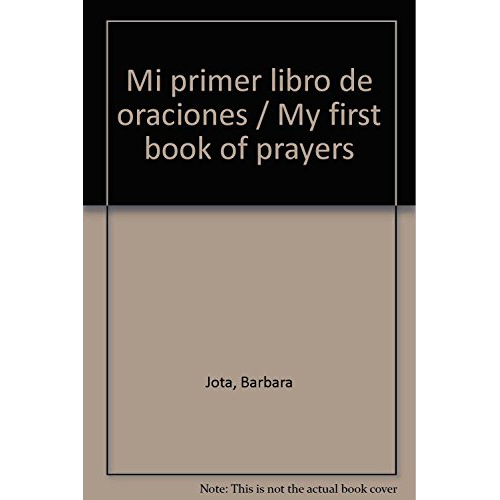 Mi primer libro de
oraciones / My first
book of prayers
Jota, Barbara
Note: This is not the actual book cover